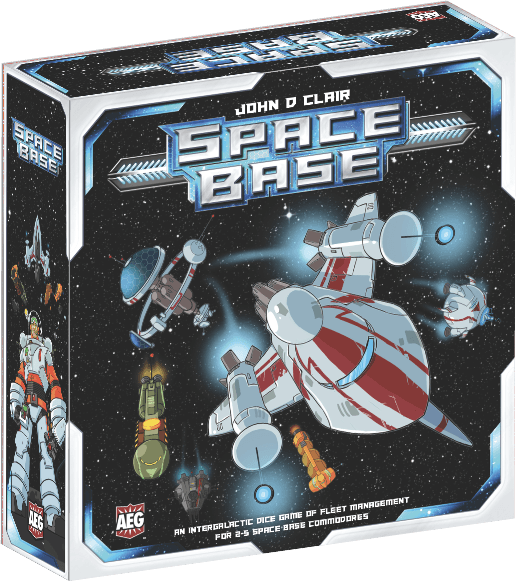 AEG
SPACE
BASE
JOHN D CLAIR
SPACE
BASE
SPACE
BASE
AEG
AEG
AN INTERGALACTIC DICE GAME OF FLEET MANAGEMENT
FOR 2-5 SPACE BASE COMMODORES